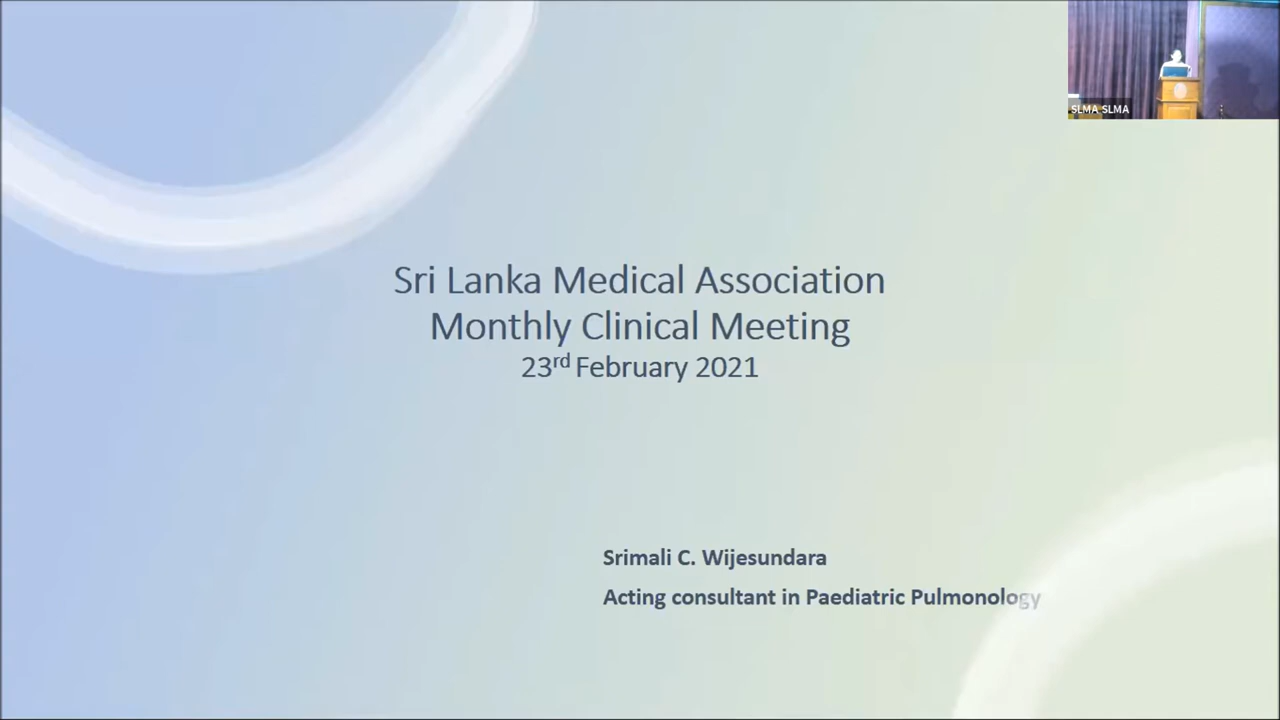 SLMA SLMA
Sri Lanka Medical Association
Monthly Clinical Meeting
23rd February 2021
Srimali C. Wijesundara
Acting consultant in Paediatric Pulmonology